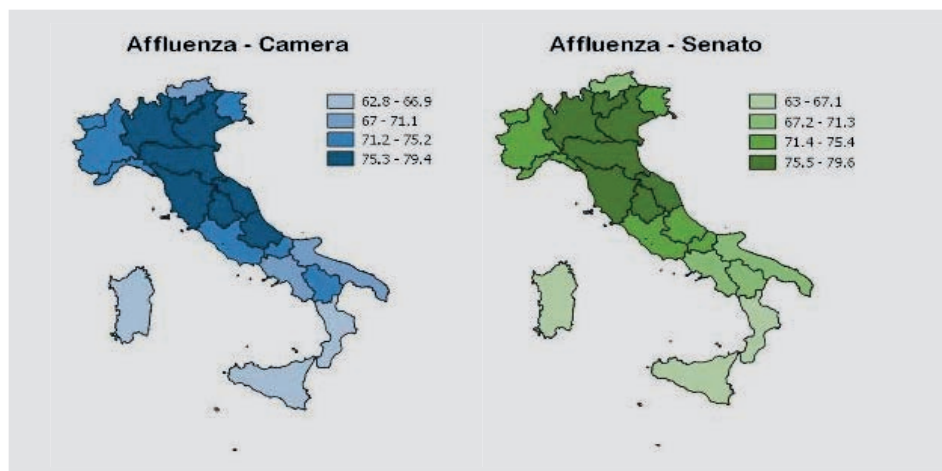 Affluenza - Camera
62.8 - 66.9
67 - 71.1
71.2 - 75.2
75.3 - 79.4
Affluenza - Senato
63 - 67.1
67.2 - 71.3
71.4 - 75.4
75.5 - 79.6